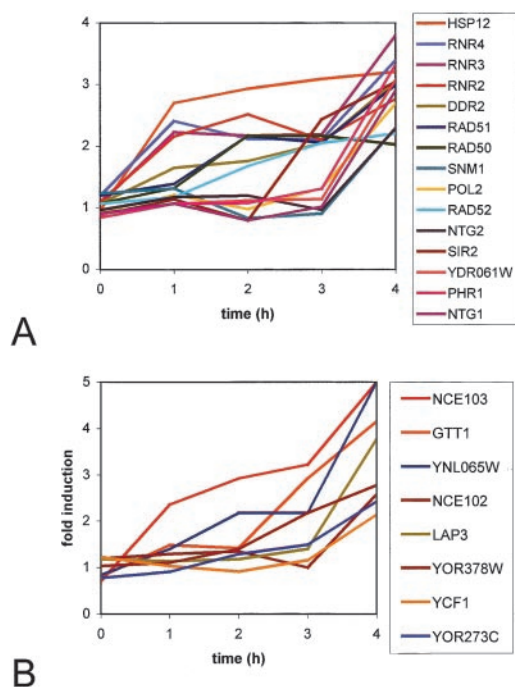 4
3
2
1
0
0 1 2 3 4
time (h)
HSP12
RNR4
RNR3
RNR2
DDR2
RAD51
RAD50
SNM1
POL2
RAD52
NTG2
SIR2
YDR061W
PHR1
NTG1
A
5
4
3
2
1
0
fold induction
0 1 2 3 4
time (h)
NCE103
GTT1
YNL065W
NCE102
LAP3
YOR378W
YCF1
YOR273C
B